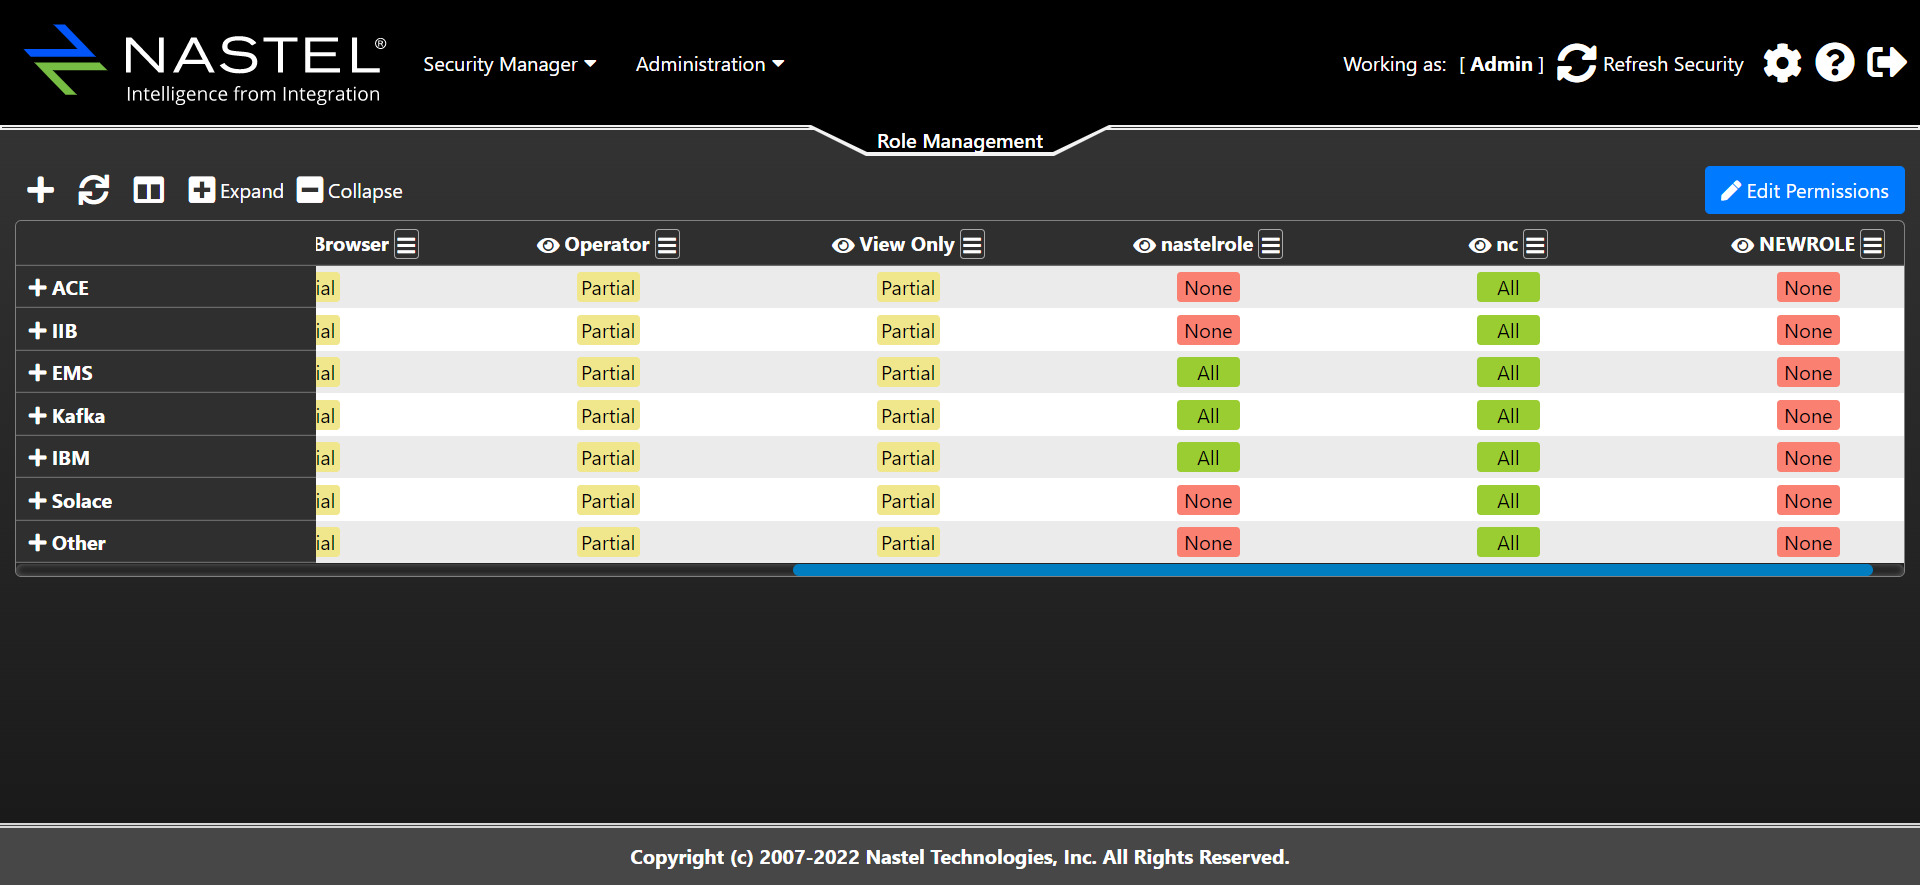 NASTEL®
Intelligence from Integration
Security Manager
Administration
Working as: [ Admin ]
Refresh Security
Role Management
Expand
Collapse
Edit Permissions
Browser Operator View Only nastelrole nc NEWROLE
ACE ial Partial Partial None All None
IIB ial Partial Partial None All None
EMS ial Partial Partial All All None
Kafka ial Partial Partial All All None
IBM ial Partial Partial All All None
Solace ial Partial Partial None All None
Other ial Partial Partial None All None
Copyright (c) 2007-2022 Nastel Technologies, Inc. All Rights Reserved.